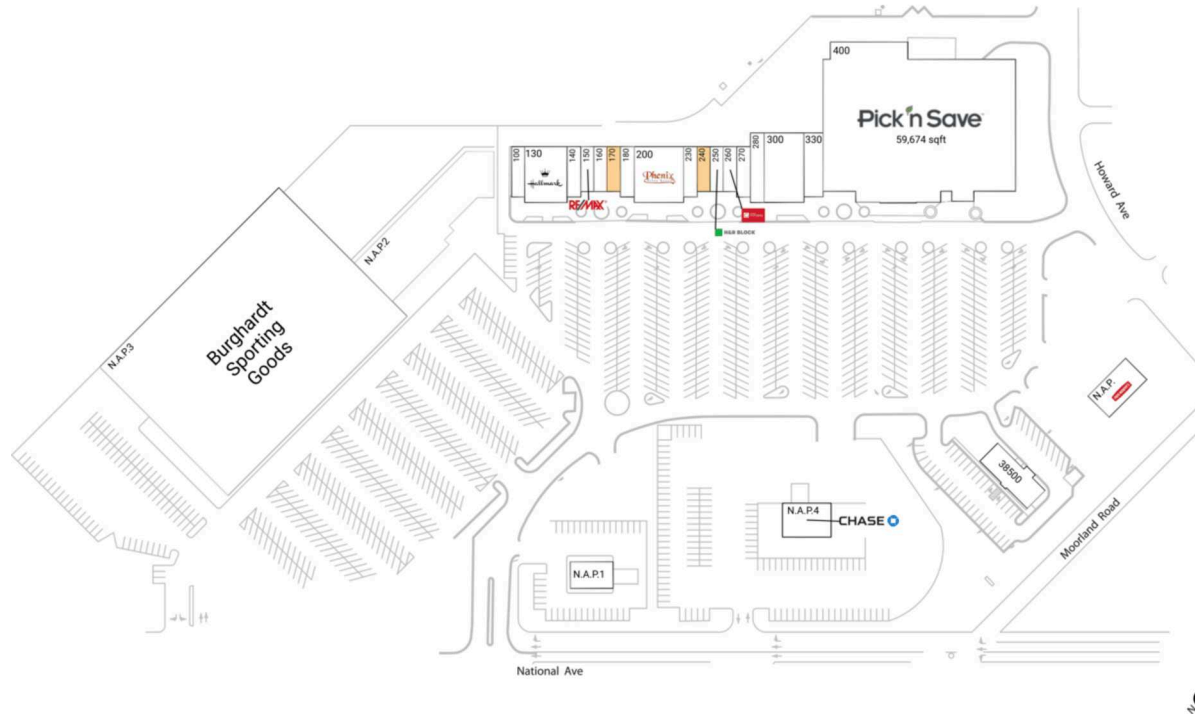 400
Pick'n Save
59,674 sqft
100
130
Hallmark
140
150
160
170
180
200
Phenix
230
240
250
260
270
280
300
330
RE/MAX
H&R BLOCK
Howard Ave
N.A.P.2
N.A.P.3
Burghardt
Sporting
Goods
N.A.P.
38500
N.A.P.4
CHASE
Moorland Road
N.A.P.1
National Ave
N